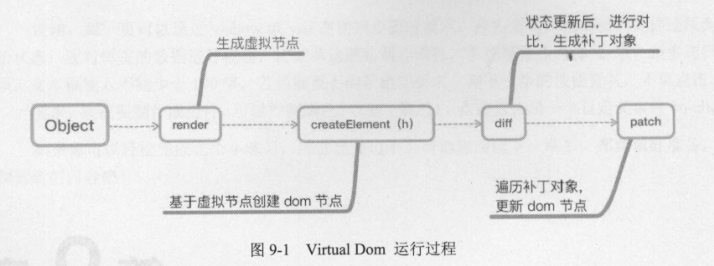 生成虚拟节点
状态更新后，进行对
比，生成补丁对象
Object
render
createElement (h)
diff
patch
基于虚拟节点创建 dom 节点
遍历补丁对象，
更新 dom 节点
图 9-1 Virtual Dom 运行过程